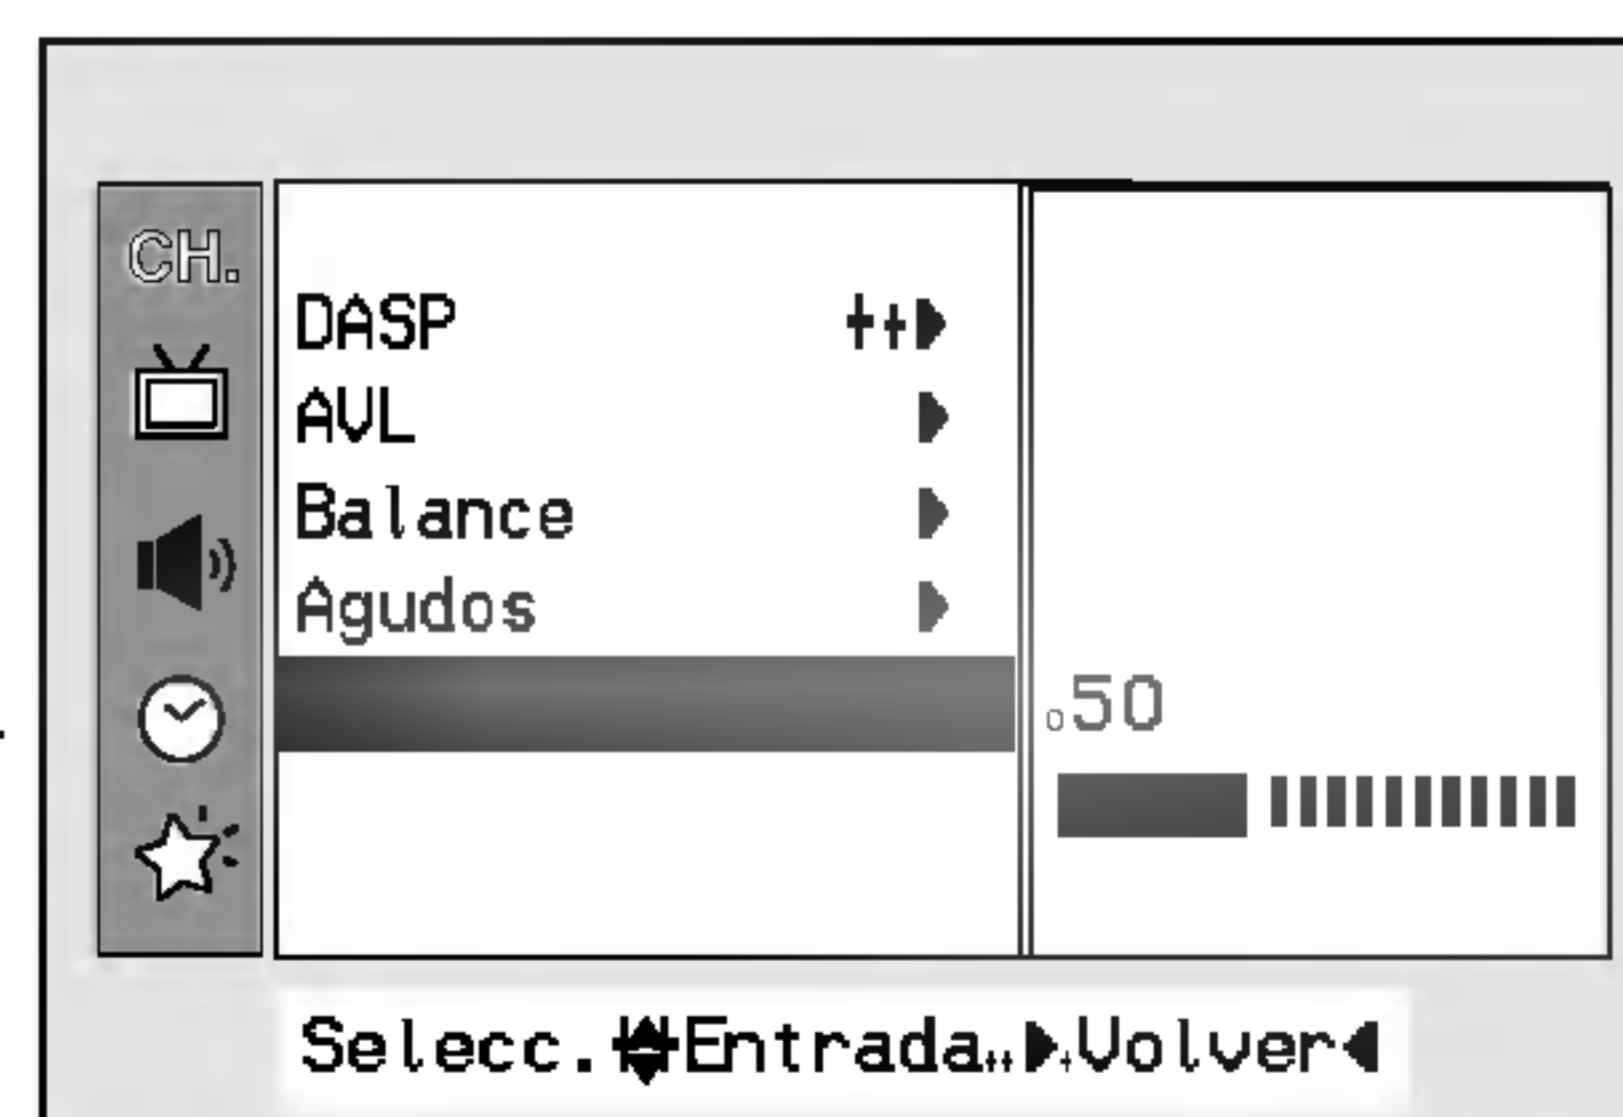 CH.
DASP
AVL
Balance
Agudos
50
Selecc. Entrada Volver